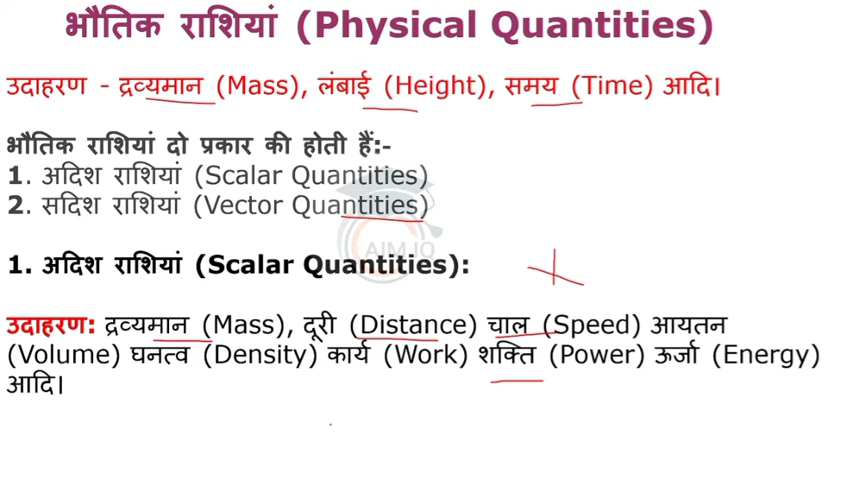 भौतिक राशियां (Physical Quantities)
उदाहरण - द्रव्यमान (Mass), लंबाई (Height), समय (Time) आदि।
भौतिक राशियां दो प्रकार की होती हैं:-
1. अदिश राशियां (Scalar Quantities)
2. सदिश राशियां (Vector Quantities)
AIM.IQ
1. अदिश राशियां (Scalar Quantities):
उदाहरण: द्रव्यमान (Mass), दूरी (Distance) चाल (Speed) आयतन
(Volume) घनत्व (Density) कार्य (Work) शक्ति (Power) ऊर्जा (Energy)
आदि।